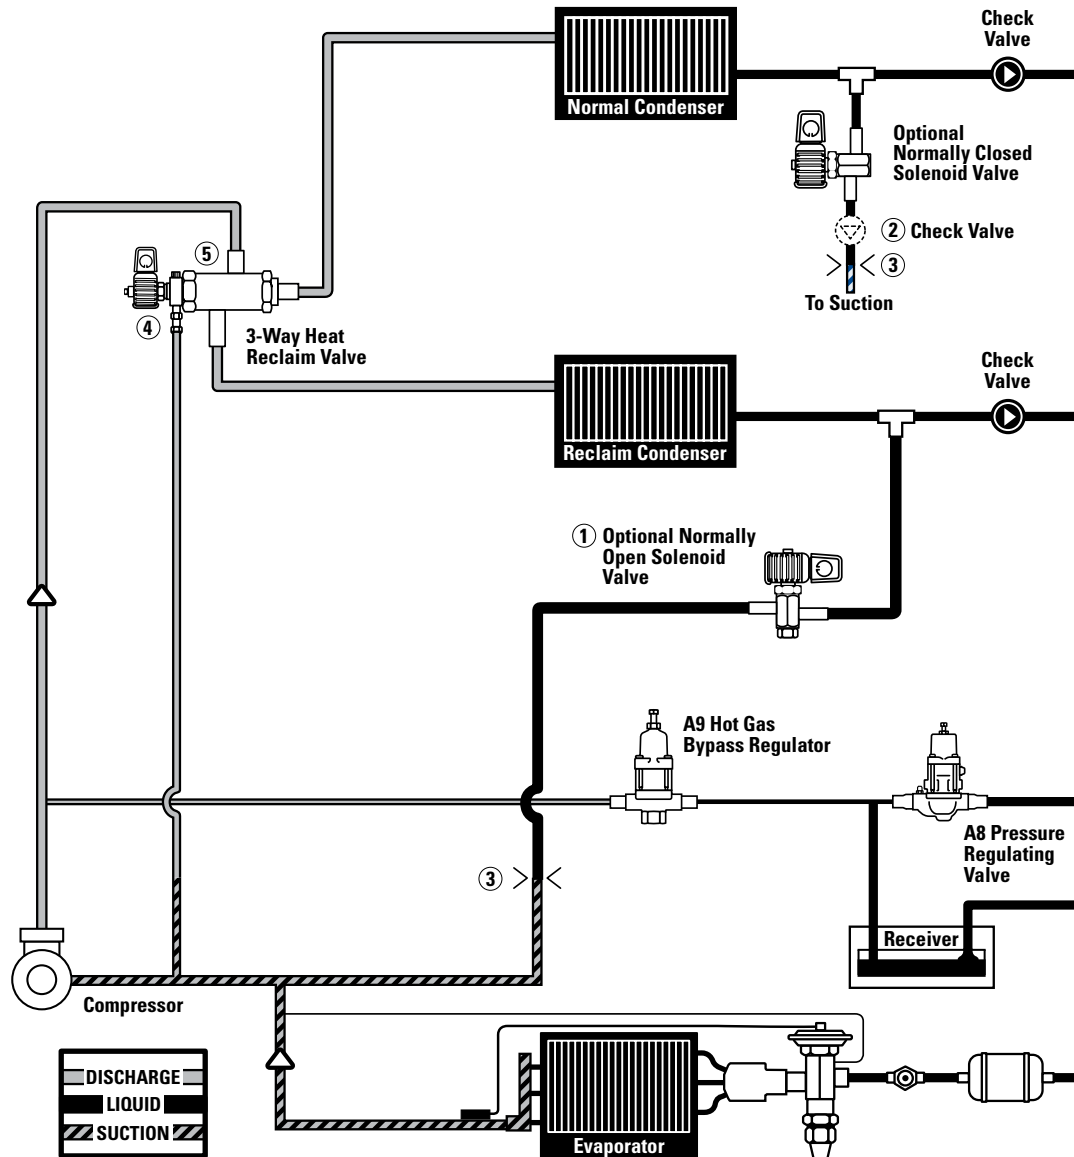 Check
Valve
Normal Condenser
Optional
Normally Closed
Solenoid Valve
2 Check Valve
3
To Suction
5
4
3-Way Heat
Reclaim Valve
Check
Valve
Reclaim Condenser
1 Optional Normally
Open Solenoid
Valve
A9 Hot Gas
Bypass Regulator
A8 Pressure
Regulating
Valve
3
Receiver
Compressor
DISCHARGE
LIQUID
SUCTION
Evaporator